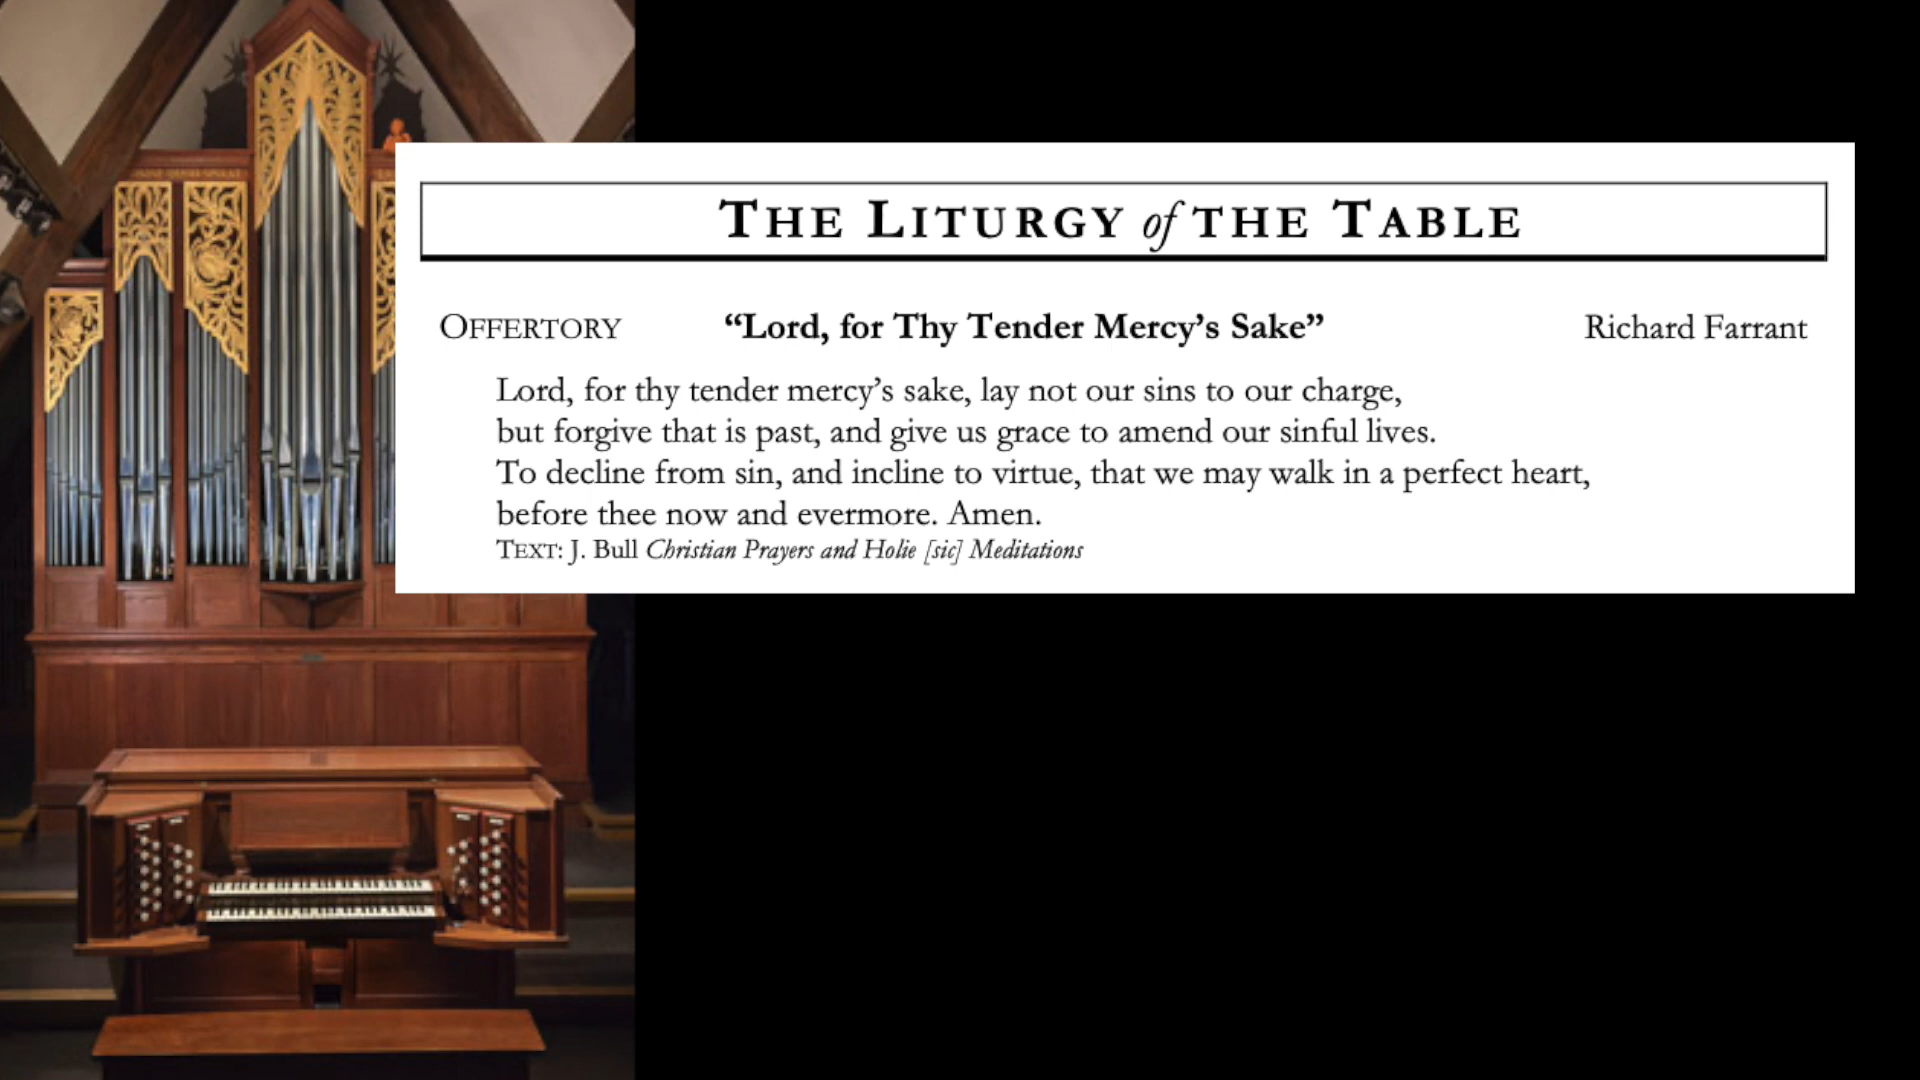 THE LITURGY of THE TABLE
OFFERTORY “Lord, for Thy Tender Mercy’s Sake” Richard Farrant
Lord, for thy tender mercy’s sake, lay not our sins to our charge,
but forgive that is past, and give us grace to amend our sinful lives.
To decline from sin, and incline to virtue, that we may walk in a perfect heart,
before thee now and evermore. Amen.
TEXT: J. Bull Christian Prayers and Holie [sic] Meditations